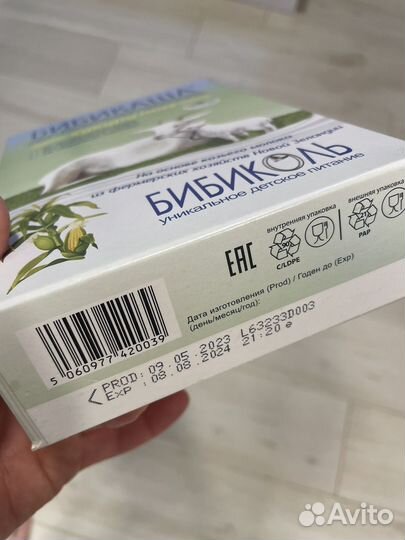 БИБИКАША
На основе козьего молока
из фермерских хозяйств Новой Зеландии
БИБИКОЛЬ
уникальное детское питание
EAC
внутренняя упаковка
C/LDPE
внешняя упаковка
PAP
Дата изготовления (Prod) / Годен до (Exp)
(день/месяц/год):
5 060977 420039
PROD: 09.05.2023 L63233D003
EXP : 08.08.2024 21:20 e
Avito